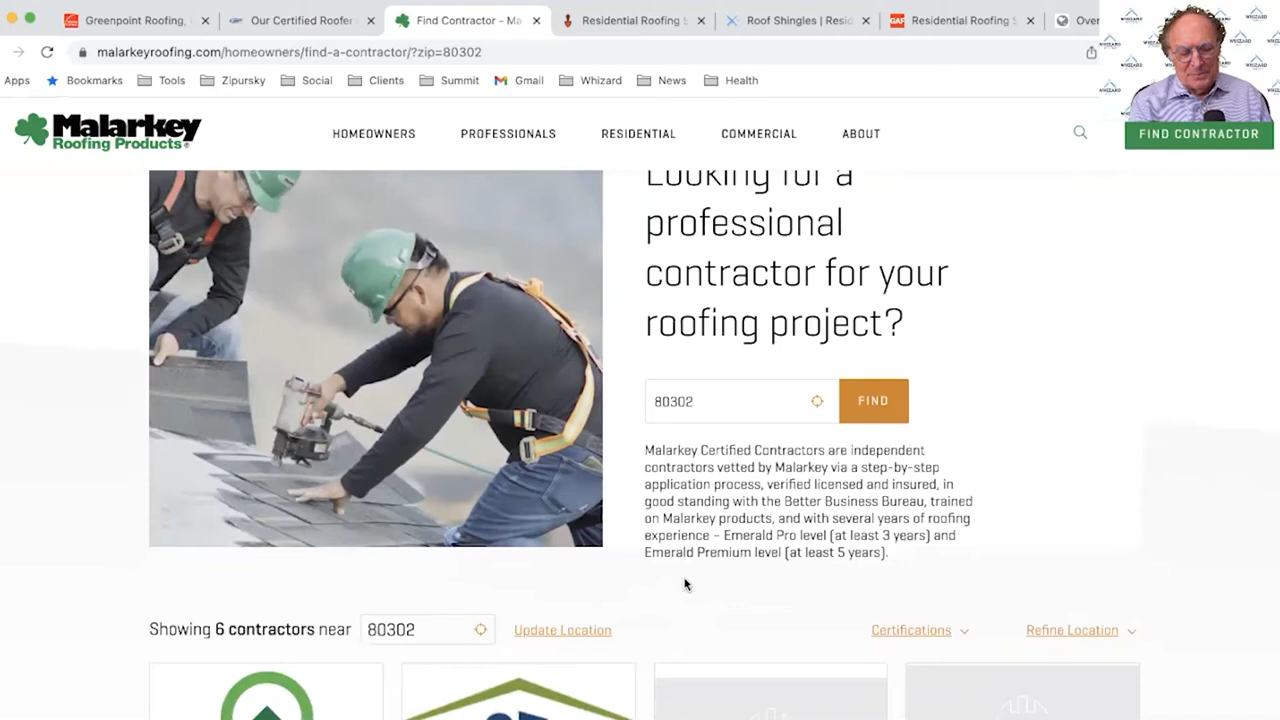 Greenpoint Roofing,
Our Certified Roofer
Find Contractor - Ma
Residential Roofing S
Roof Shingles | Resid
GAF
Residential Roofing S
Over
malarkeyroofing.com/homeowners/find-a-contractor/?zip=80302
Apps
Bookmarks
Tools
Zipursky
Social
Clients
Summit
Gmail
Whizard
News
Health
WHIZARD
Malarkey
Roofing Products®
HOMEOWNERS
PROFESSIONALS
RESIDENTIAL
COMMERCIAL
ABOUT
FIND CONTRACTOR
Looking for a
professional
contractor for your
roofing project?
80302
FIND
Malarkey Certified Contractors are independent
contractors vetted by Malarkey via a step-by-step
application process, verified licensed and insured, in
good standing with the Better Business Bureau, trained
on Malarkey products, and with several years of roofing
experience – Emerald Pro level (at least 3 years) and
Emerald Premium level (at least 5 years).
Showing 6 contractors near
80302
Update Location
Certifications
Refine Location